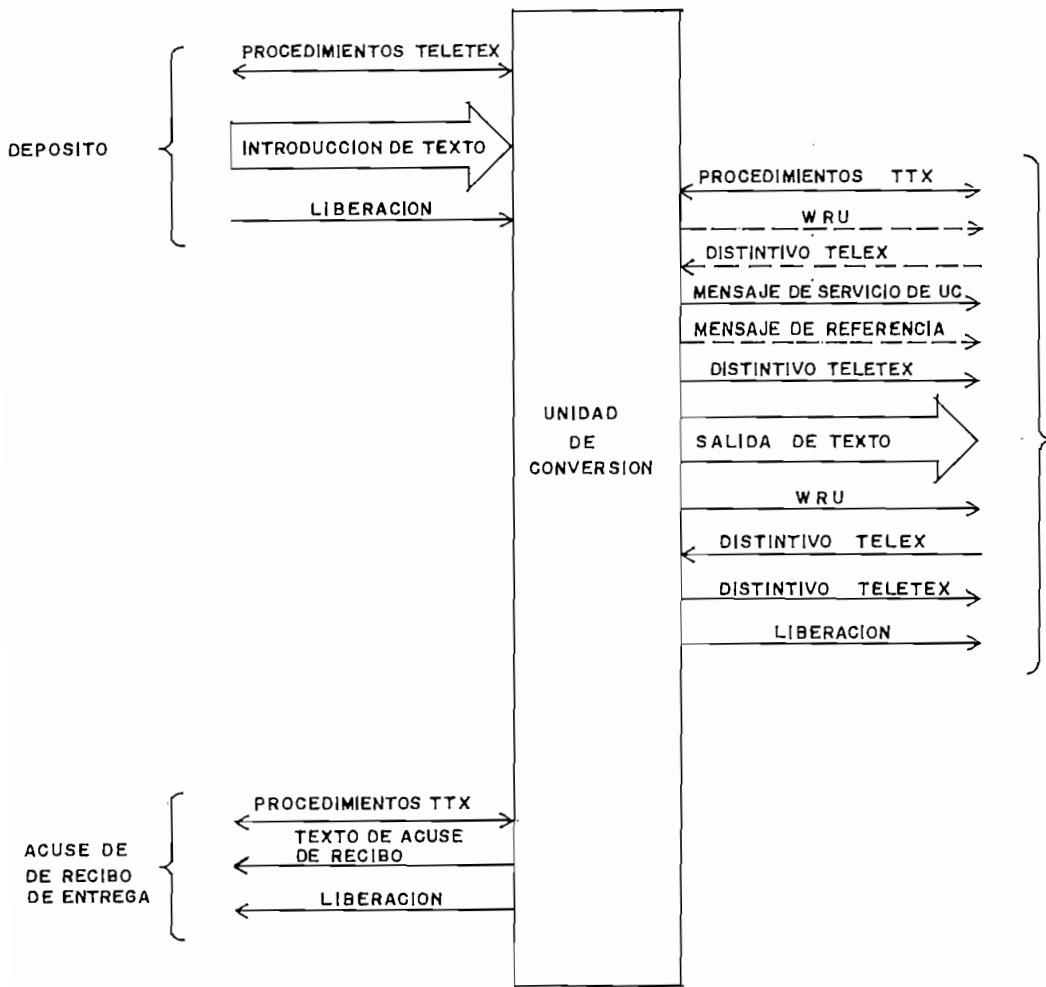 PROCEDIMIENTOS TELETEX
DEPOSITO
INTRODUCCION DE TEXTO
LIBERACION
PROCEDIMIENTOS TTX
WRU
DISTINTIVO TELEX
MENSAJE DE SERVICIO DE UC
MENSAJE DE REFERENCIA
DISTINTIVO TELETEX
UNIDAD
DE
CONVERSION
SALIDA DE TEXTO
WRU
DISTINTIVO TELEX
DISTINTIVO TELETEX
LIBERACION
ACUSE DE
DE RECIBO
DE ENTREGA
PROCEDIMIENTOS TTX
TEXTO DE ACUSE
DE RECIBO
LIBERACION